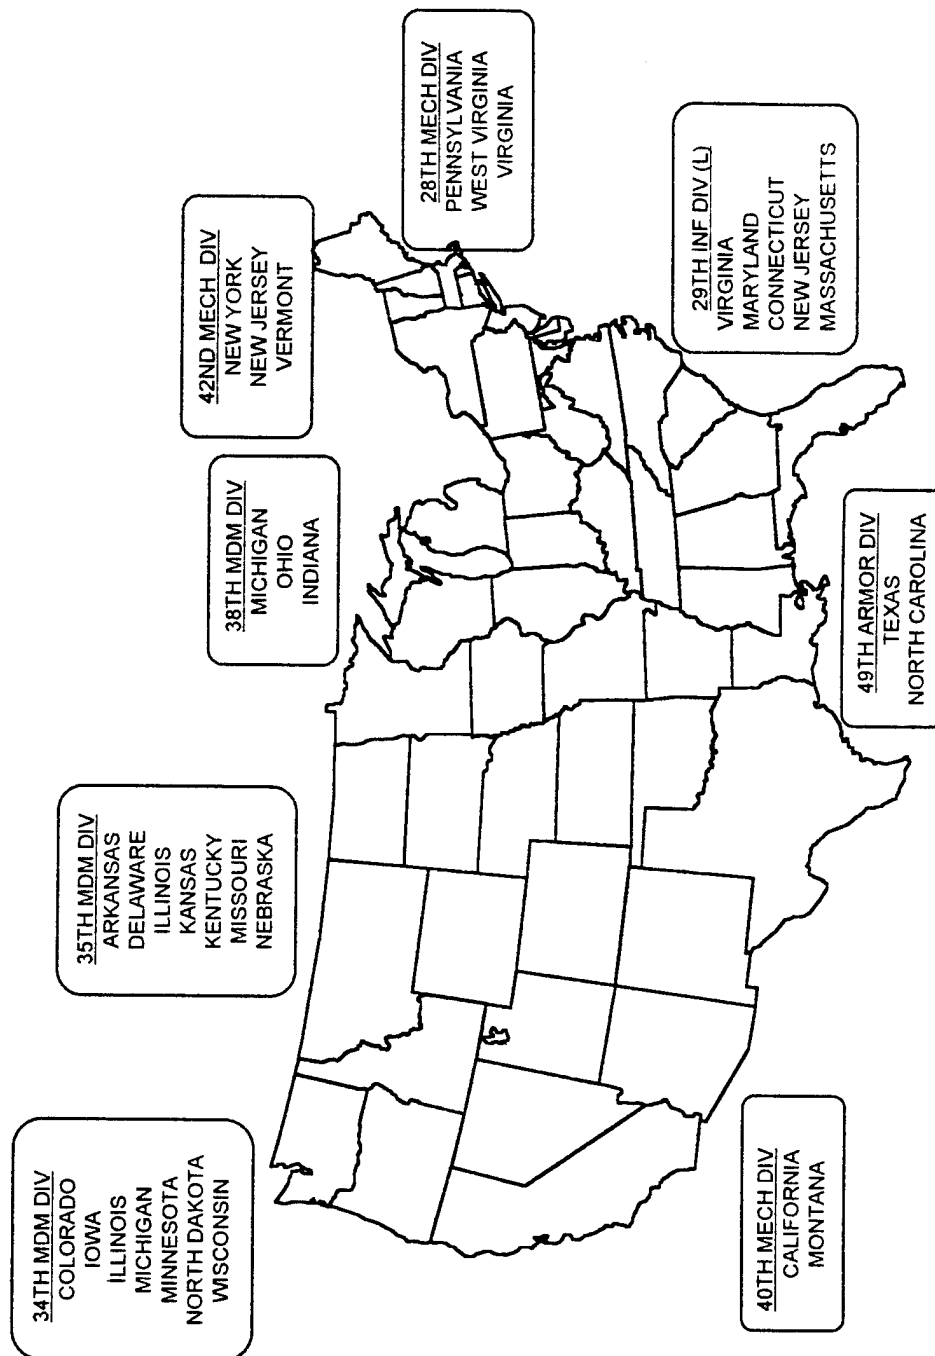 34TH MDM DIV
COLORADO
IOWA
ILLINOIS
MICHIGAN
MINNESOTA
NORTH DAKOTA
WISCONSIN
35TH MDM DIV
ARKANSAS
DELAWARE
ILLINOIS
KANSAS
KENTUCKY
MISSOURI
NEBRASKA
38TH MDM DIV
MICHIGAN
OHIO
INDIANA
42ND MECH DIV
NEW YORK
NEW JERSEY
VERMONT
28TH MECH DIV
PENNSYLVANIA
WEST VIRGINIA
VIRGINIA
40TH MECH DIV
CALIFORNIA
MONTANA
49TH ARMOR DIV
TEXAS
NORTH CAROLINA
29TH INF DIV (L)
VIRGINIA
MARYLAND
CONNECTICUT
NEW JERSEY
MASSACHUSETTS